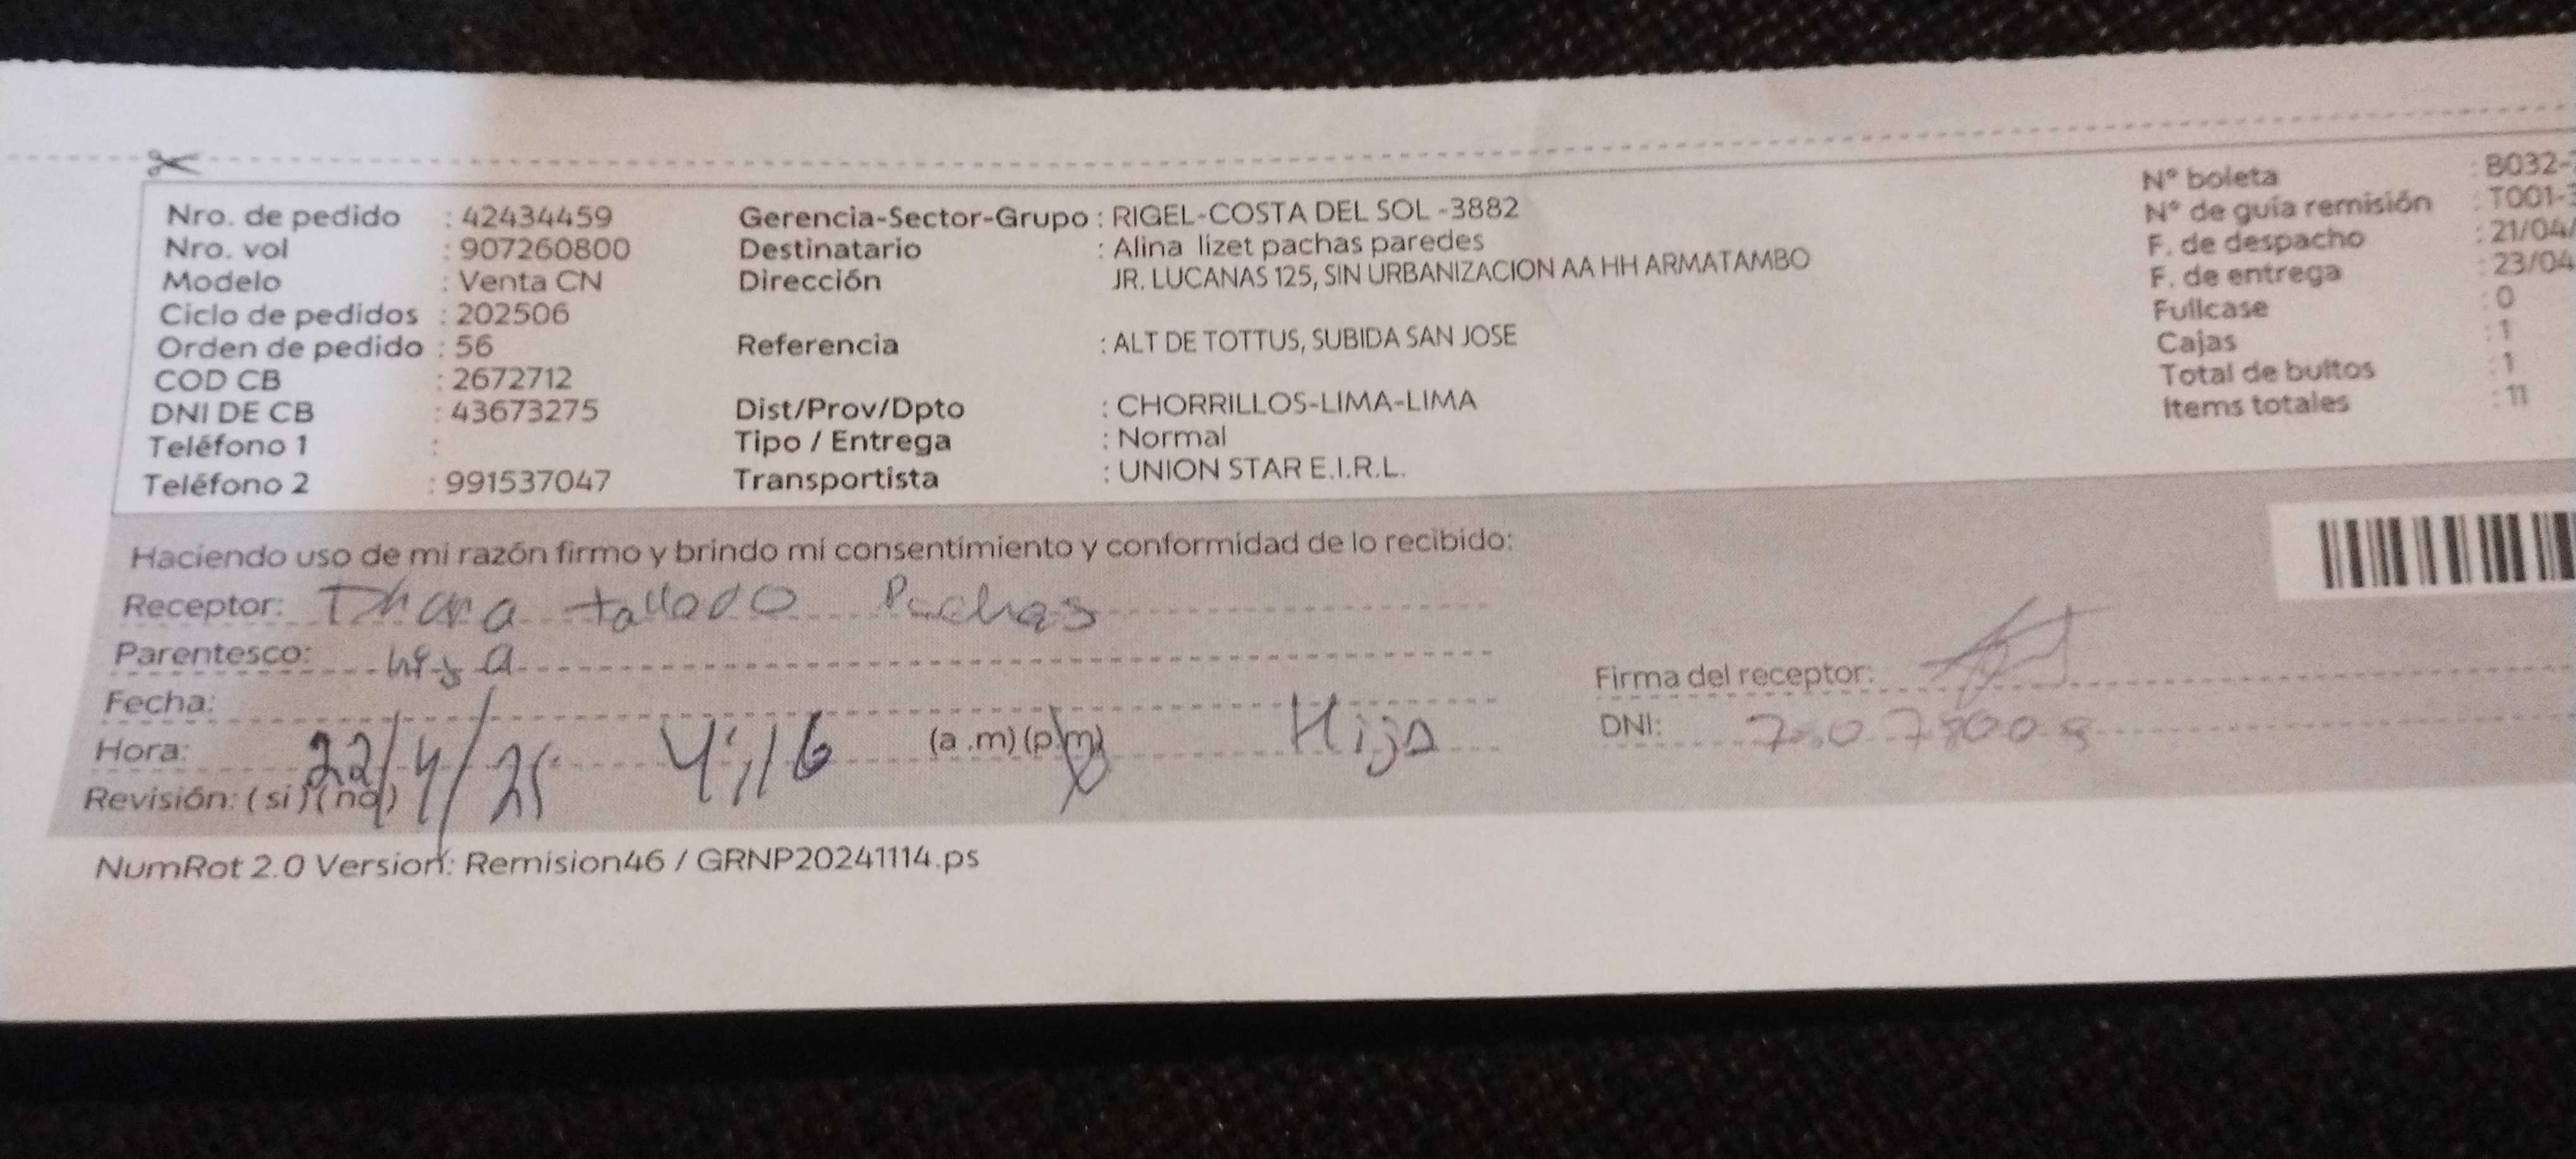 Nro. de pedido : 42434459
Nro. vol : 907260800
Modelo : Venta CN
Ciclo de pedidos : 202506
Orden de pedido : 56
COD CB : 2672712
DNI DE CB : 43673275
Teléfono 1 :
Teléfono 2 : 991537047
Gerencia-Sector-Grupo : RIGEL-COSTA DEL SOL -3882
Destinatario : Alina lizet pachas paredes
Dirección JR. LUCANAS 125, SIN URBANIZACION AA HH ARMATAMBO
Referencia : ALT DE TOTTUS, SUBIDA SAN JOSE
Dist/Prov/Dpto : CHORRILLOS-LIMA-LIMA
Tipo / Entrega : Normal
Transportista : UNION STAR E.I.R.L.
N° boleta : B032-
N° de guía remisión : T001-3
F. de despacho : 21/04/
F. de entrega : 23/04
Fullcase : 0
Cajas : 1
Total de bultos : 1
Items totales : 11
Haciendo uso de mi razón firmo y brindo mi consentimiento y conformidad de lo recibido:
Receptor: Pachas
Parentesco: hija
Fecha:
Hora: 22/4/25 4:16 (a .m) (p.m) Hija
Revisión: ( si ) ( no )
Firma del receptor:
DNI:
NumRot 2.0 Version: Remision46 / GRNP20241114.ps